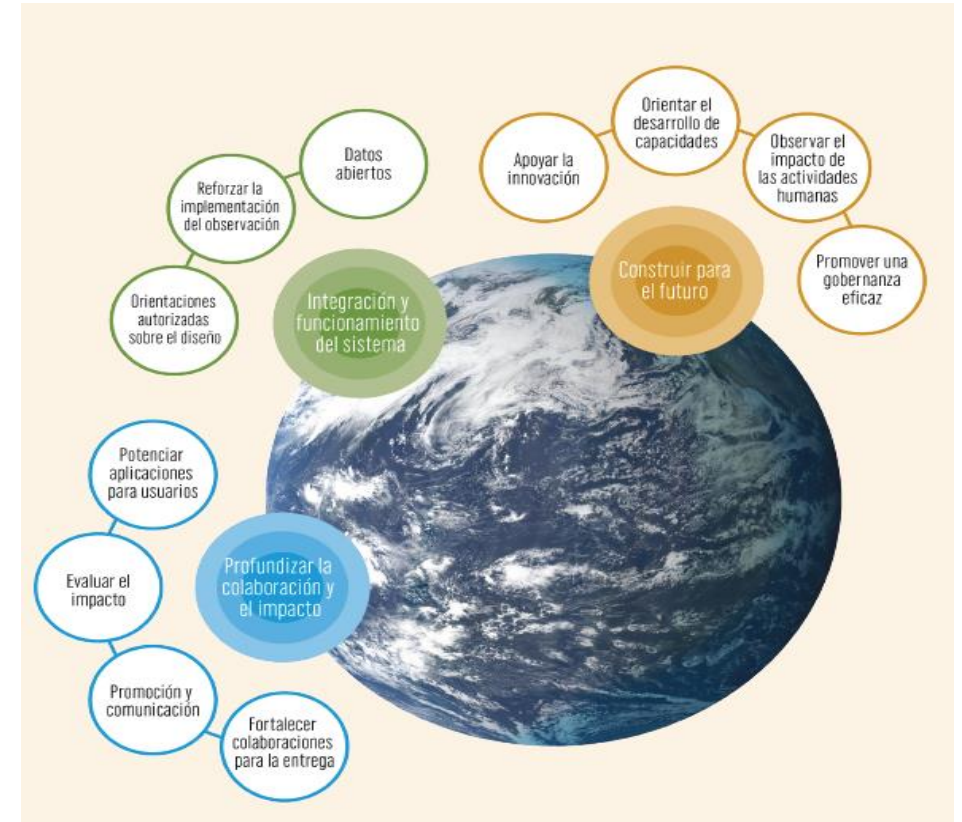 Datos
abiertos
Reforzar la
implementación
del observación
Orientaciones
autorizadas
sobre el diseño
Integración y
funcionamiento
del sistema
Apoyar la
innovación
Orientar el
desarrollo de
capacidades
Observar el
impacto de
las actividades
humanas
Promover una
gobernanza
eficaz
Construir para
el futuro
Potenciar
aplicaciones
para usuarios
Evaluar el
impacto
Promoción y
comunicación
Fortalecer
colaboraciones
para la entrega
Profundizar la
colaboración y
el impacto